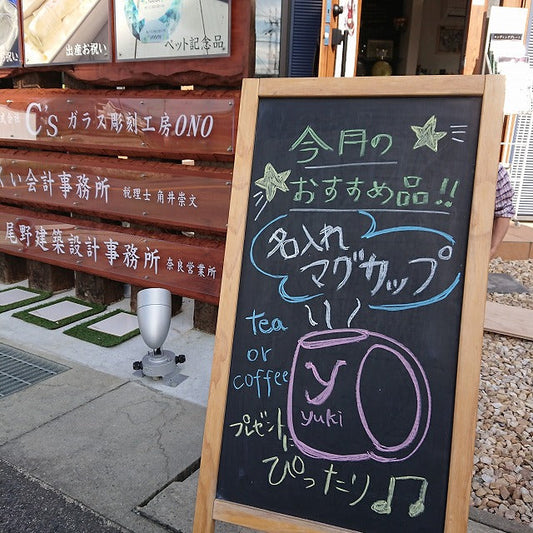 出産お祝い
ペット記念品
C's ガラス彫刻工房ONO
い会計事務所 税理士 角井崇文
尾野建築設計事務所 奈良営業所
今月の
おすすめ品!!
名入れ
マグカップ
tea
or
coffee
y
yuki
プレゼントに
ぴったり♫